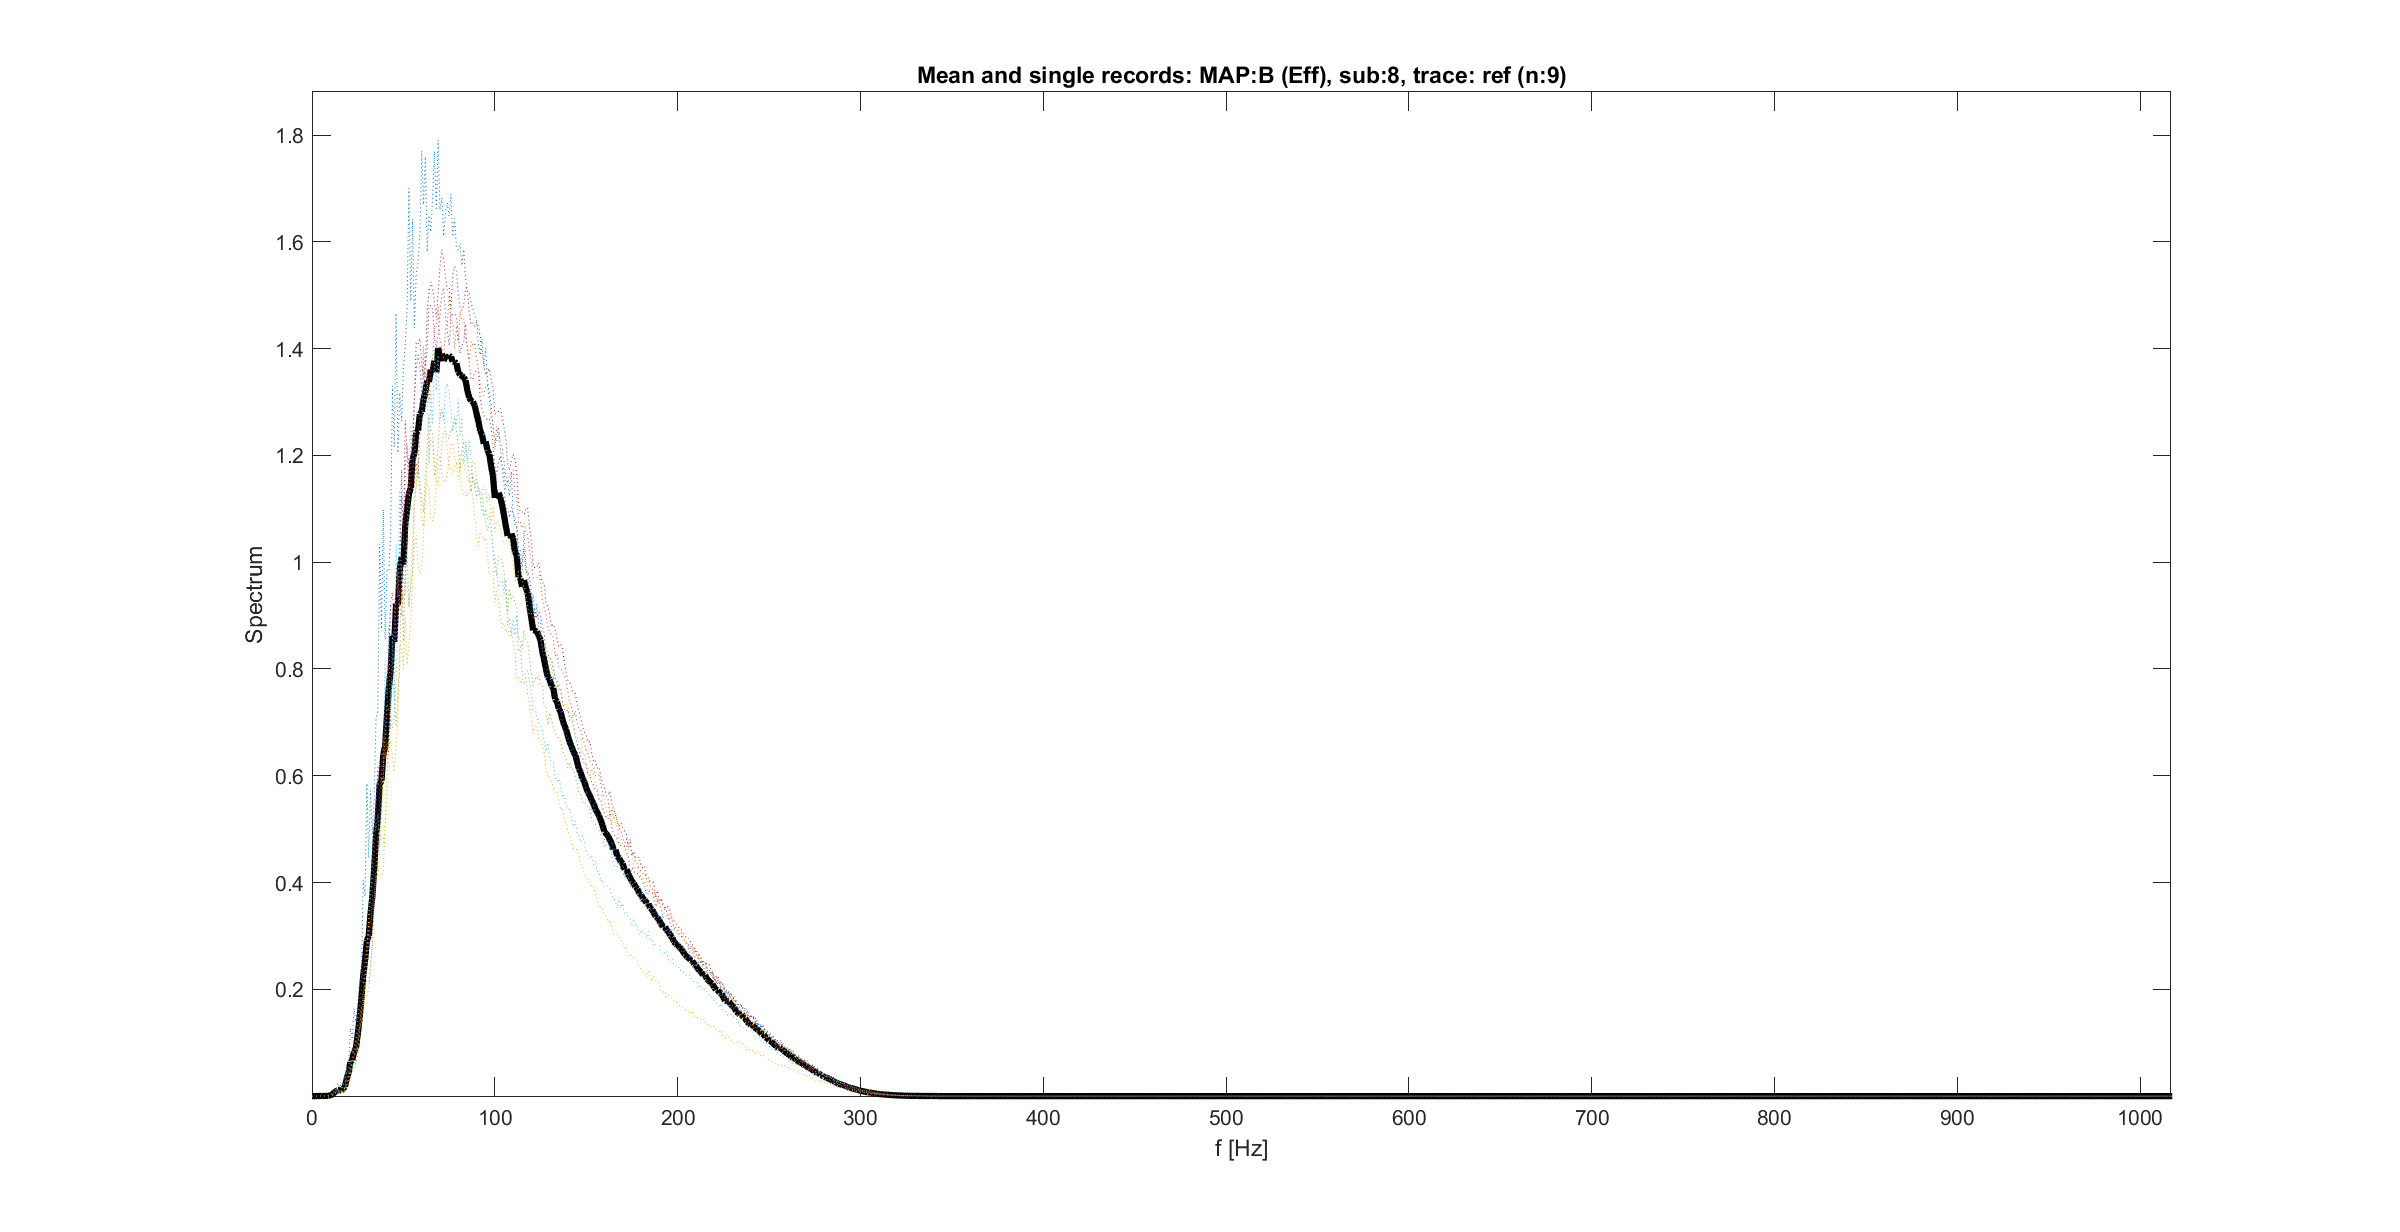 Mean and single records: MAP:B (Eff), sub:8, trace: ref (n:9)
1.8
1.6
1.4
1.2
1
0.8
0.6
0.4
0.2
Spectrum
0 100 200 300 400 500 600 700 800 900 1000
f [Hz]